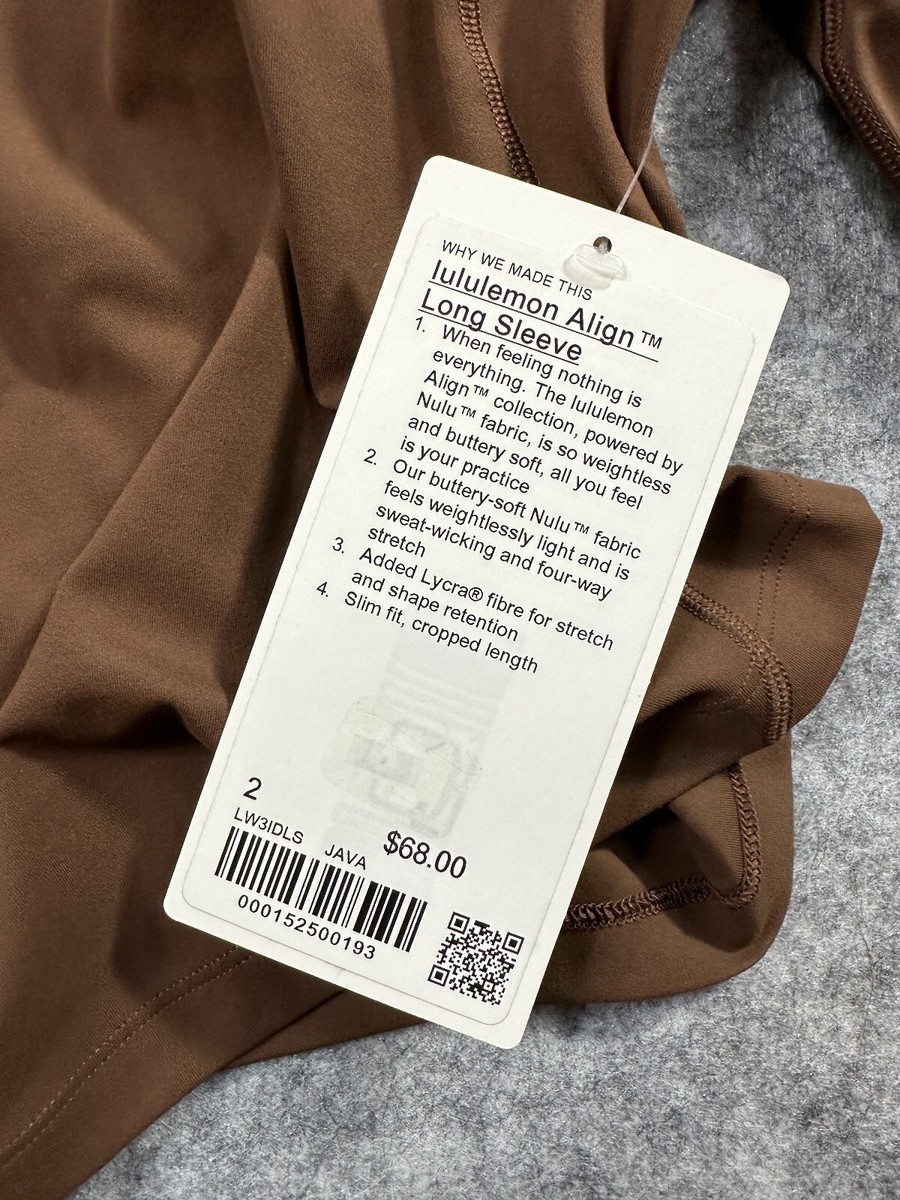 WHY WE MADE THIS
lululemon Align™
Long Sleeve
1. When feeling nothing is
everything. The lululemon
Align™ collection, powered by
Nulu™ fabric, is so weightless
and buttery soft, all you feel
is your practice
2. Our buttery-soft Nulu™ fabric
feels weightlessly light and is
sweat-wicking and four-way
stretch
3. Added Lycra® fibre for stretch
and shape retention
4. Slim fit, cropped length
2
LW3IDLS JAVA $68.00
000152500193